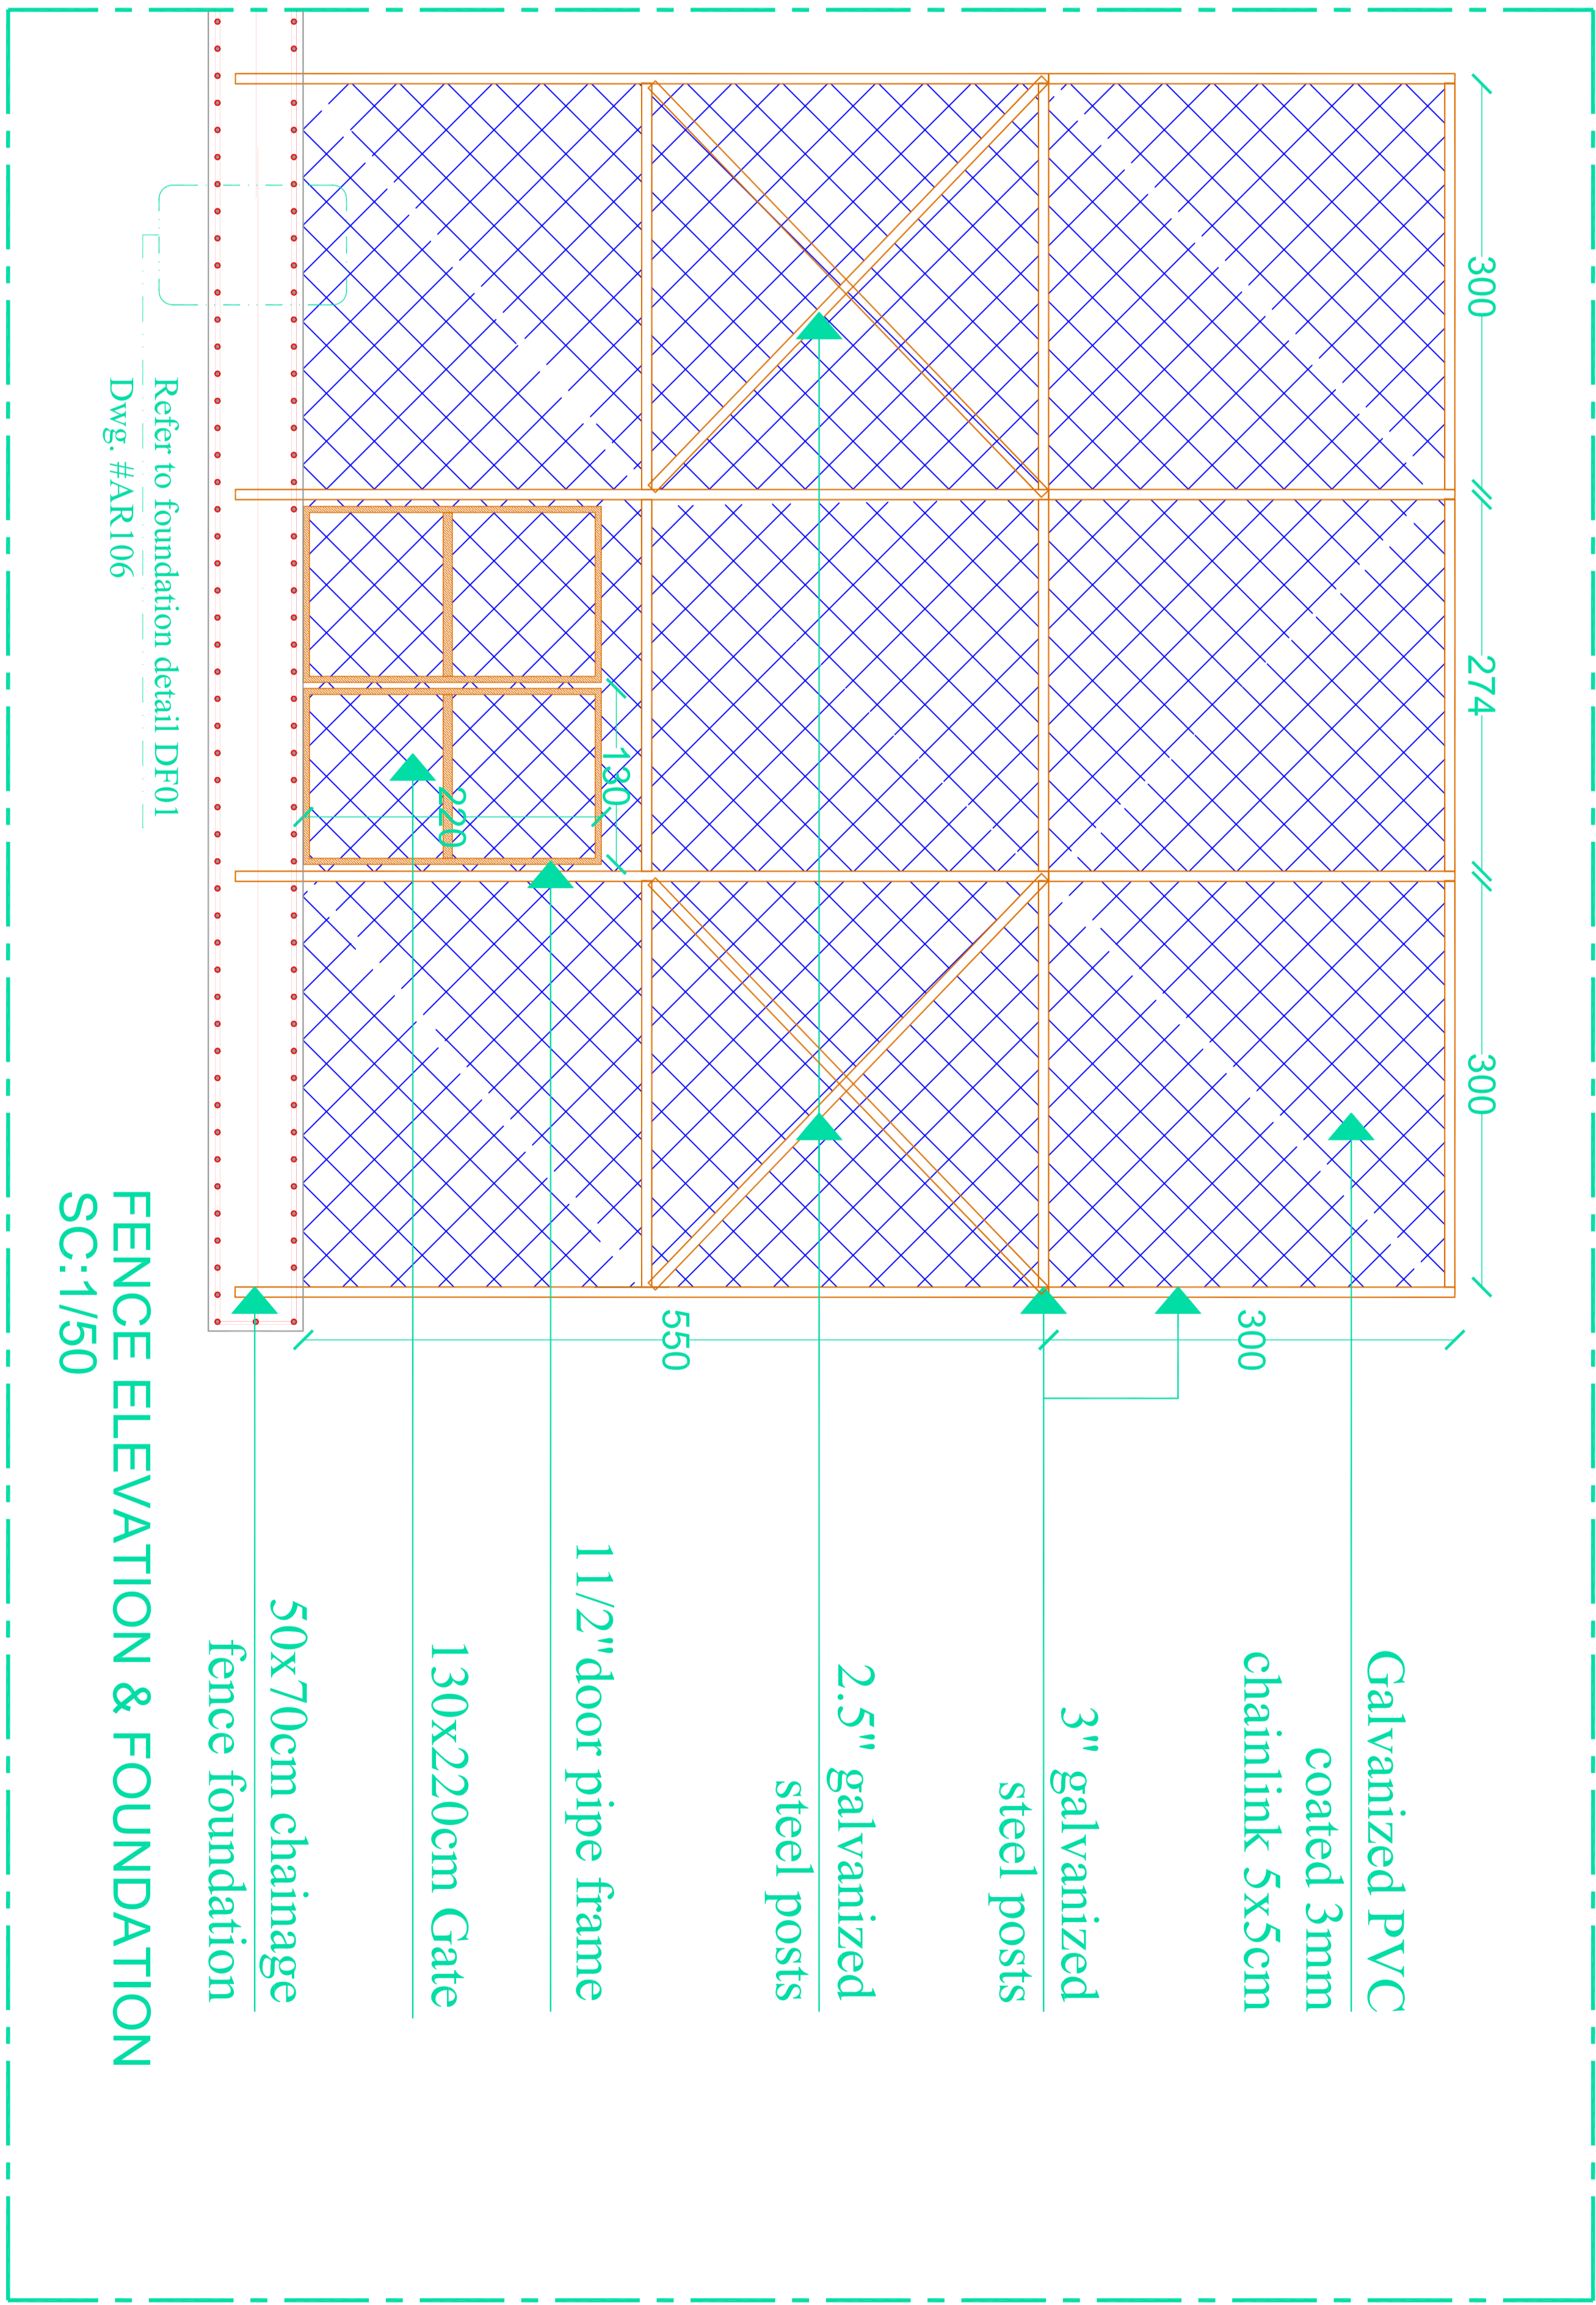 300
274
300
Galvanized PVC
coated 3mm
chainlink 5x5cm
300
3" galvanized
steel posts
2.5" galvanized
steel posts
550
130
11/2"door pipe frame
220
130x220cm Gate
50x70cm chainage
fence foundation
Refer to foundation detail DF01
Dwg. #AR106
FENCE ELEVATION & FOUNDATION
SC:1/50